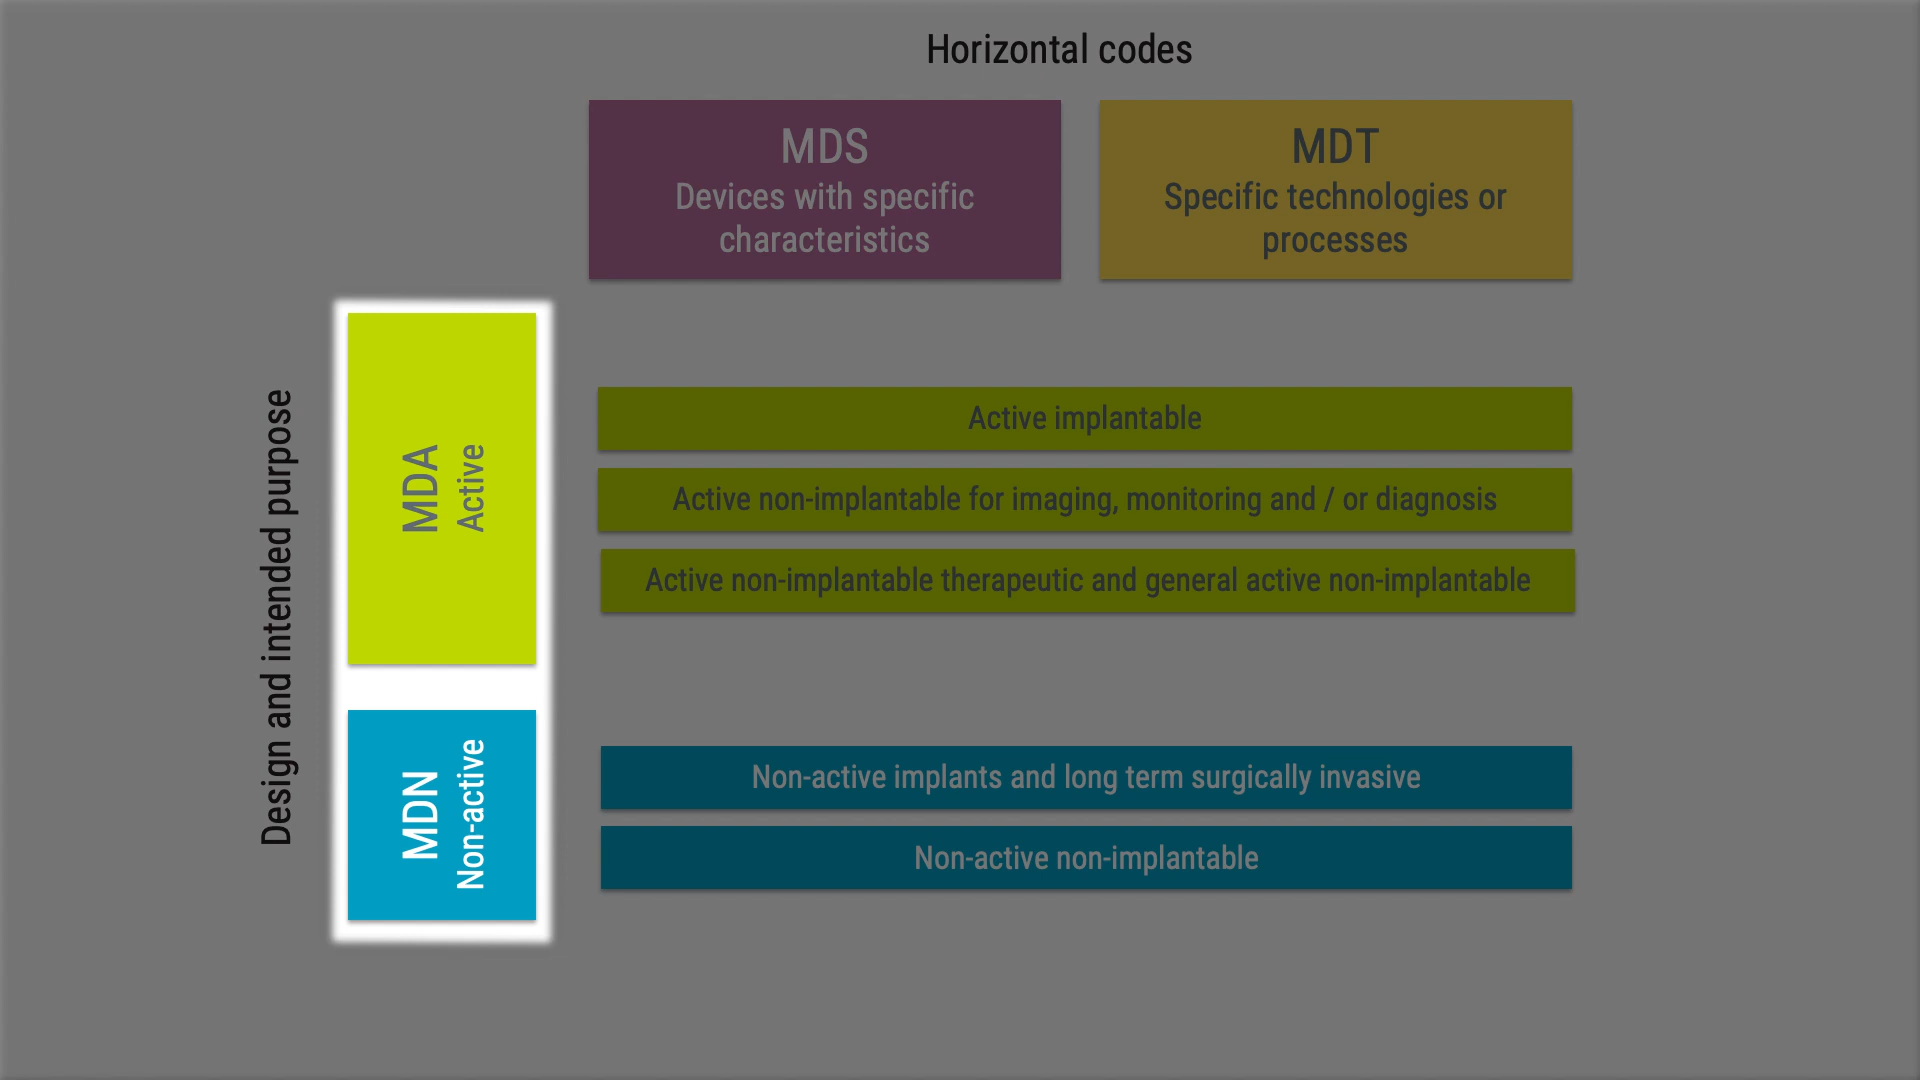 Horizontal codes
MDS
Devices with specific
characteristics
MDT
Specific technologies or
processes
Design and intended purpose
MDA
Active
Active implantable
Active non-implantable for imaging, monitoring and / or diagnosis
Active non-implantable therapeutic and general active non-implantable
MDN
Non-active
Non-active implants and long term surgically invasive
Non-active non-implantable